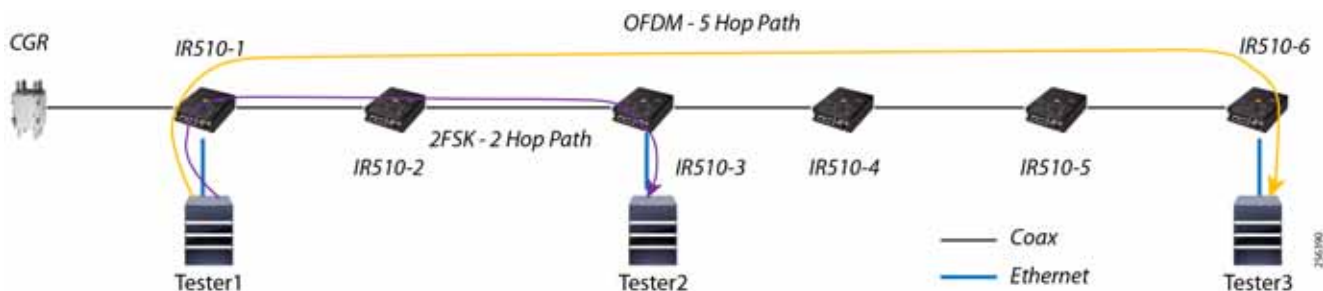 OFDM - 5 Hop Path
CGR
IR510-1
IR510-6
2FSK - 2 Hop Path
IR510-2
IR510-3
IR510-4
IR510-5
Coax
Ethernet
Tester1
Tester2
Tester3
256390